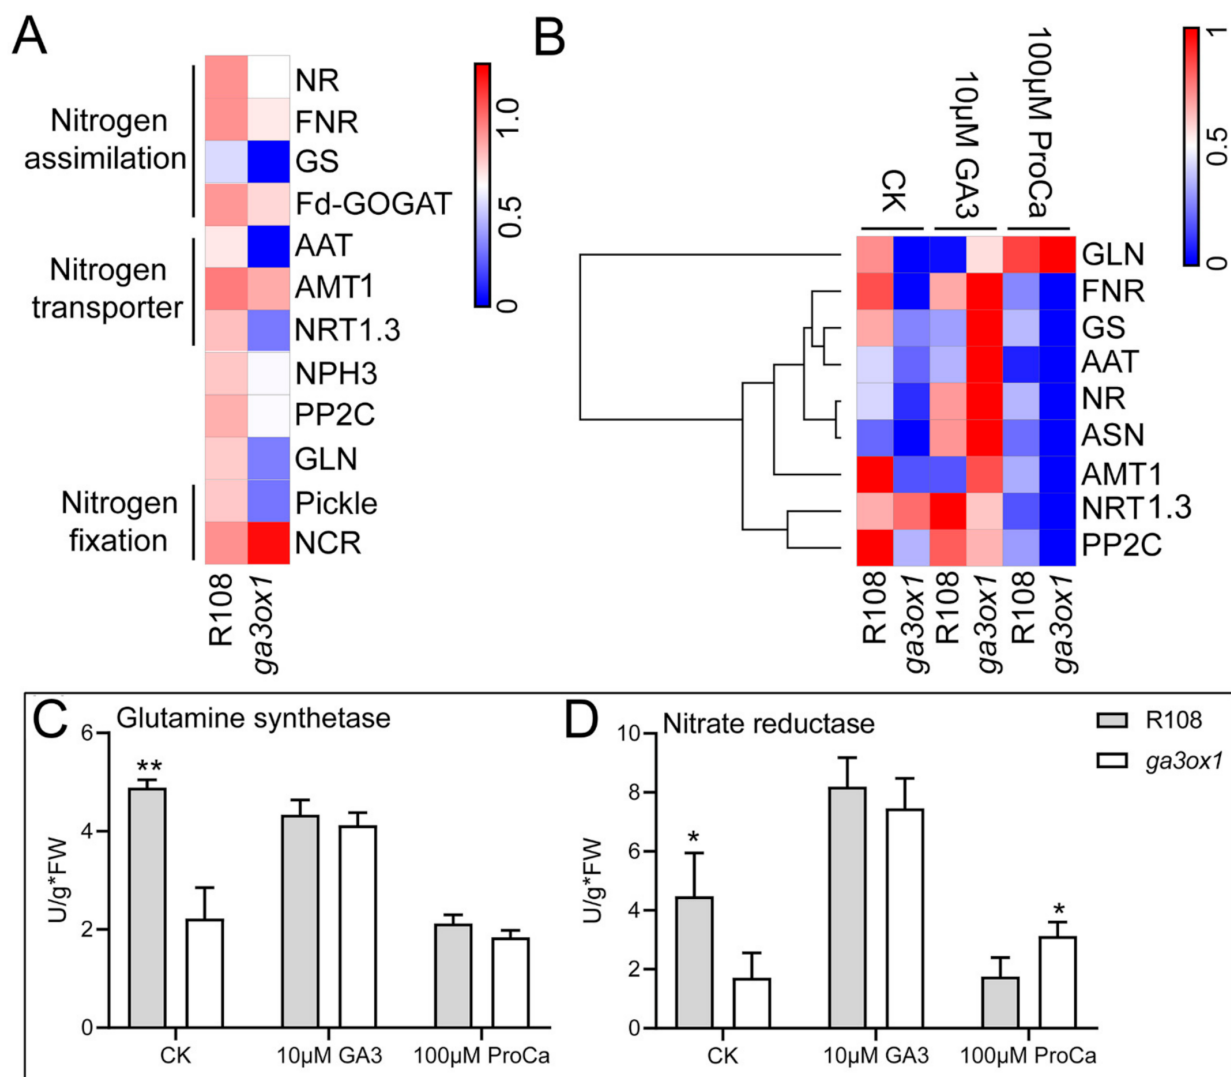 A
Nitrogen
assimilation
Nitrogen
transporter
Nitrogen
fixation
NR
FNR
GS
Fd-GOGAT
AAT
AMT1
NRT1.3
NPH3
PP2C
GLN
Pickle
NCR
R108
ga3ox1
1.0
0.5
0
B
CK
10μM GA3
100μM ProCa
GLN
FNR
GS
AAT
NR
ASN
AMT1
NRT1.3
PP2C
R108
ga3ox1
R108
ga3ox1
R108
ga3ox1
1
0.5
0
C
Glutamine synthetase
U/g*FW
6
4
2
0
**
CK
10μM GA3
100μM ProCa
D
Nitrate reductase
U/g*FW
10
8
6
4
2
0
*
*
CK
10μM GA3
100μM ProCa
R108
ga3ox1